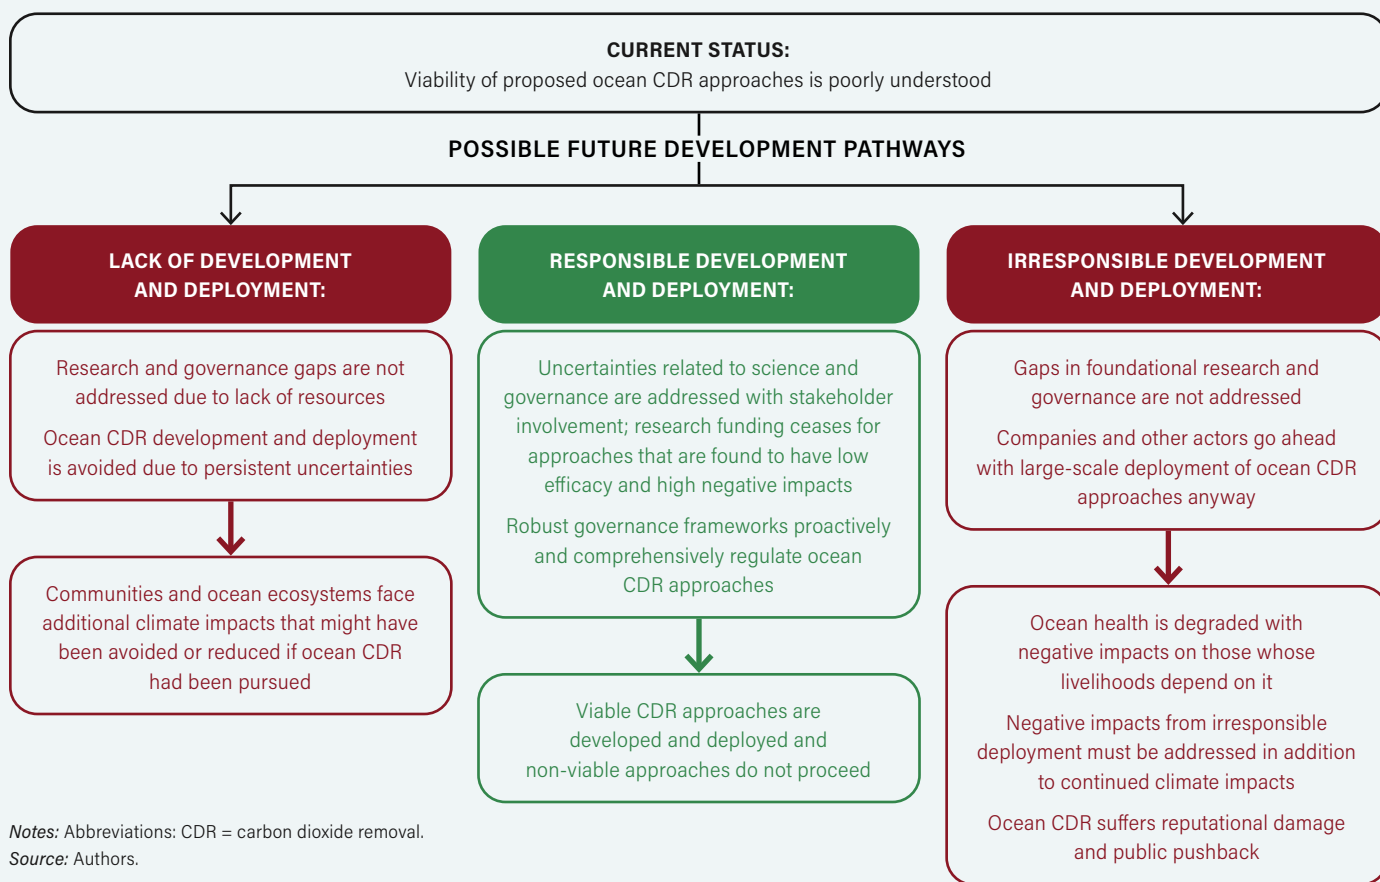 CURRENT STATUS:
Viability of proposed ocean CDR approaches is poorly understood
POSSIBLE FUTURE DEVELOPMENT PATHWAYS
LACK OF DEVELOPMENT
AND DEPLOYMENT:
Research and governance gaps are not
addressed due to lack of resources
Ocean CDR development and deployment
is avoided due to persistent uncertainties
Communities and ocean ecosystems face
additional climate impacts that might have
been avoided or reduced if ocean CDR
had been pursued
RESPONSIBLE DEVELOPMENT
AND DEPLOYMENT:
Uncertainties related to science and
governance are addressed with stakeholder
involvement; research funding ceases for
approaches that are found to have low
efficacy and high negative impacts
Robust governance frameworks proactively
and comprehensively regulate ocean
CDR approaches
Viable CDR approaches are
developed and deployed and
non-viable approaches do not proceed
IRRESPONSIBLE DEVELOPMENT
AND DEPLOYMENT:
Gaps in foundational research and
governance are not addressed
Companies and other actors go ahead
with large-scale deployment of ocean CDR
approaches anyway
Ocean health is degraded with
negative impacts on those whose
livelihoods depend on it
Negative impacts from irresponsible
deployment must be addressed in addition
to continued climate impacts
Ocean CDR suffers reputational damage
and public pushback
Notes: Abbreviations: CDR = carbon dioxide removal.
Source: Authors.